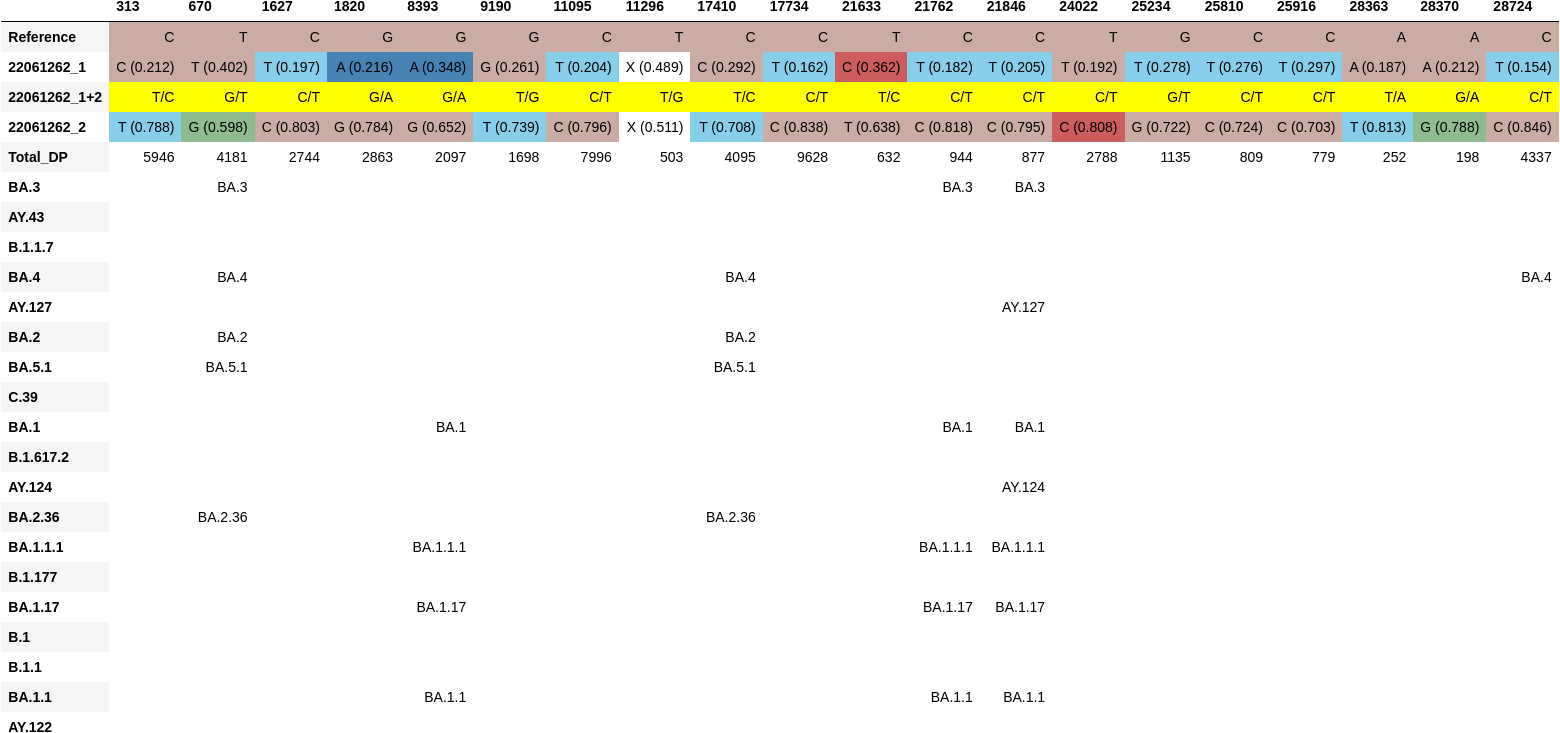 313 670 1627 1820 8393 9190 11095 11296 17410 17734 21633 21762 21846 24022 25234 25810 25916 28363 28370 28724
Reference C T C G G G C T C C T C C T G C C A A C
22061262_1 C (0.212) T (0.402) T (0.197) A (0.216) A (0.348) G (0.261) T (0.204) X (0.489) C (0.292) T (0.162) C (0.362) T (0.182) T (0.205) T (0.192) T (0.278) T (0.276) T (0.297) A (0.187) A (0.212) T (0.154)
22061262_1+2 T/C G/T C/T G/A G/A T/G C/T T/G T/C C/T T/C C/T C/T C/T G/T C/T C/T T/A G/A C/T
22061262_2 T (0.788) G (0.598) C (0.803) G (0.784) G (0.652) T (0.739) C (0.796) X (0.511) T (0.708) C (0.838) T (0.638) C (0.818) C (0.795) C (0.808) G (0.722) C (0.724) C (0.703) T (0.813) G (0.788) C (0.846)
Total_DP 5946 4181 2744 2863 2097 1698 7996 503 4095 9628 632 944 877 2788 1135 809 779 252 198 4337
BA.3 BA.3 BA.3 BA.3
AY.43
B.1.1.7
BA.4 BA.4 BA.4 BA.4
AY.127 AY.127
BA.2 BA.2 BA.2
BA.5.1 BA.5.1 BA.5.1
C.39
BA.1 BA.1 BA.1 BA.1
B.1.617.2
AY.124 AY.124
BA.2.36 BA.2.36 BA.2.36
BA.1.1.1 BA.1.1.1 BA.1.1.1 BA.1.1.1
B.1.177
BA.1.17 BA.1.17 BA.1.17 BA.1.17
B.1
B.1.1
BA.1.1 BA.1.1 BA.1.1 BA.1.1
AY.122